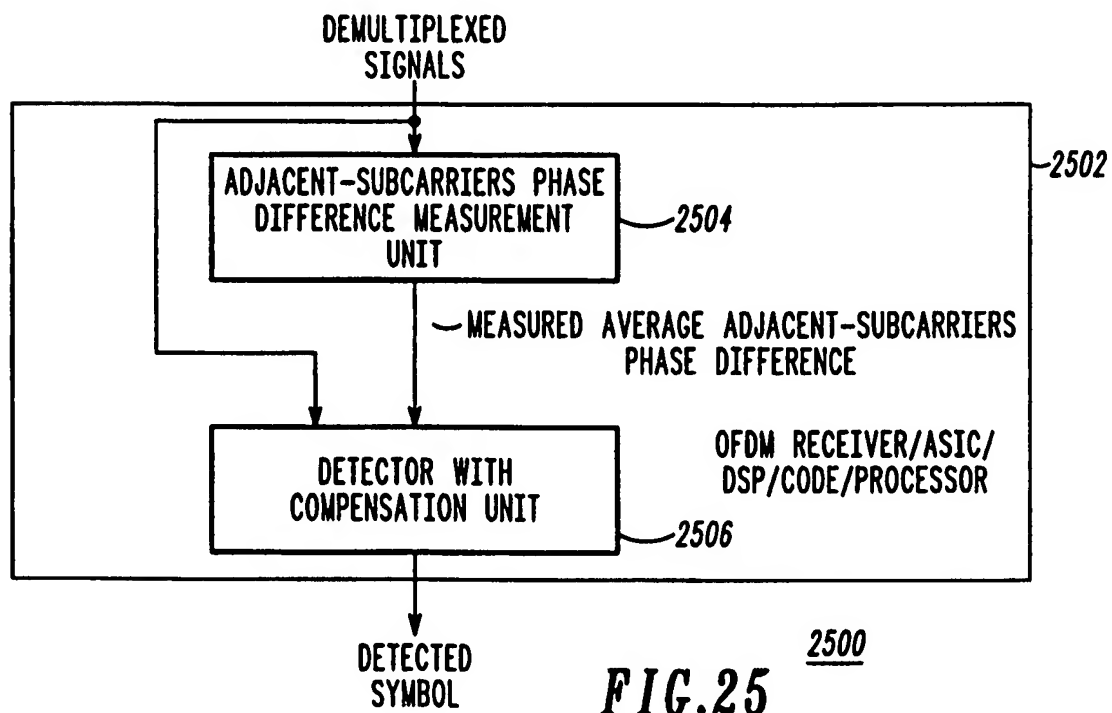 DEMULTIPLEXED
SIGNALS
2502
ADJACENT-SUBCARRIERS PHASE
DIFFERENCE MEASUREMENT
UNIT
2504
MEASURED AVERAGE ADJACENT-SUBCARRIERS
PHASE DIFFERENCE
DETECTOR WITH
COMPENSATION UNIT
2506
OFDM RECEIVER/ASIC/
DSP/CODE/PROCESSOR
DETECTED
SYMBOL
2500
FIG.25